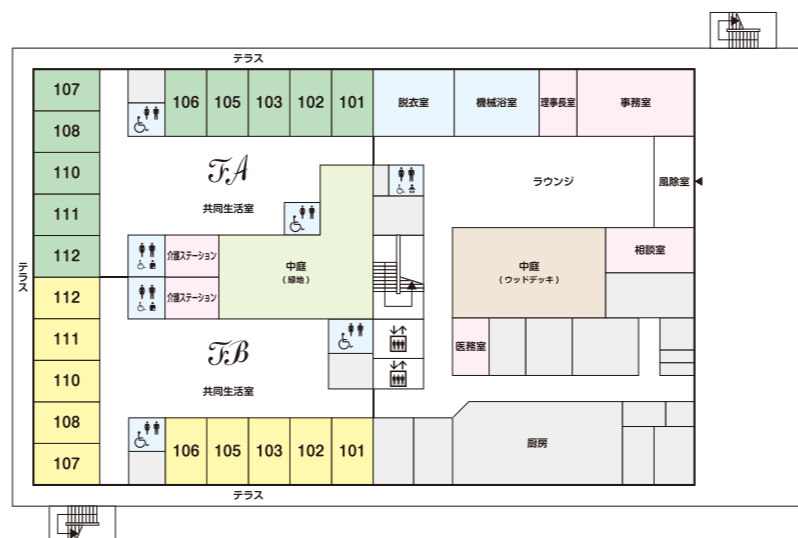 テラス
107
106
105
103
102
101
脱衣室
機械浴室
理事長室
事務室
108
110
FA
ラウンジ
風除室
111
共同生活室
112
介護ステーション
中庭
(緑地)
中庭
(ウッドデッキ)
相談室
テラス
112
介護ステーション
111
FB
医務室
110
共同生活室
108
106
105
103
102
101
厨房
107
テラス